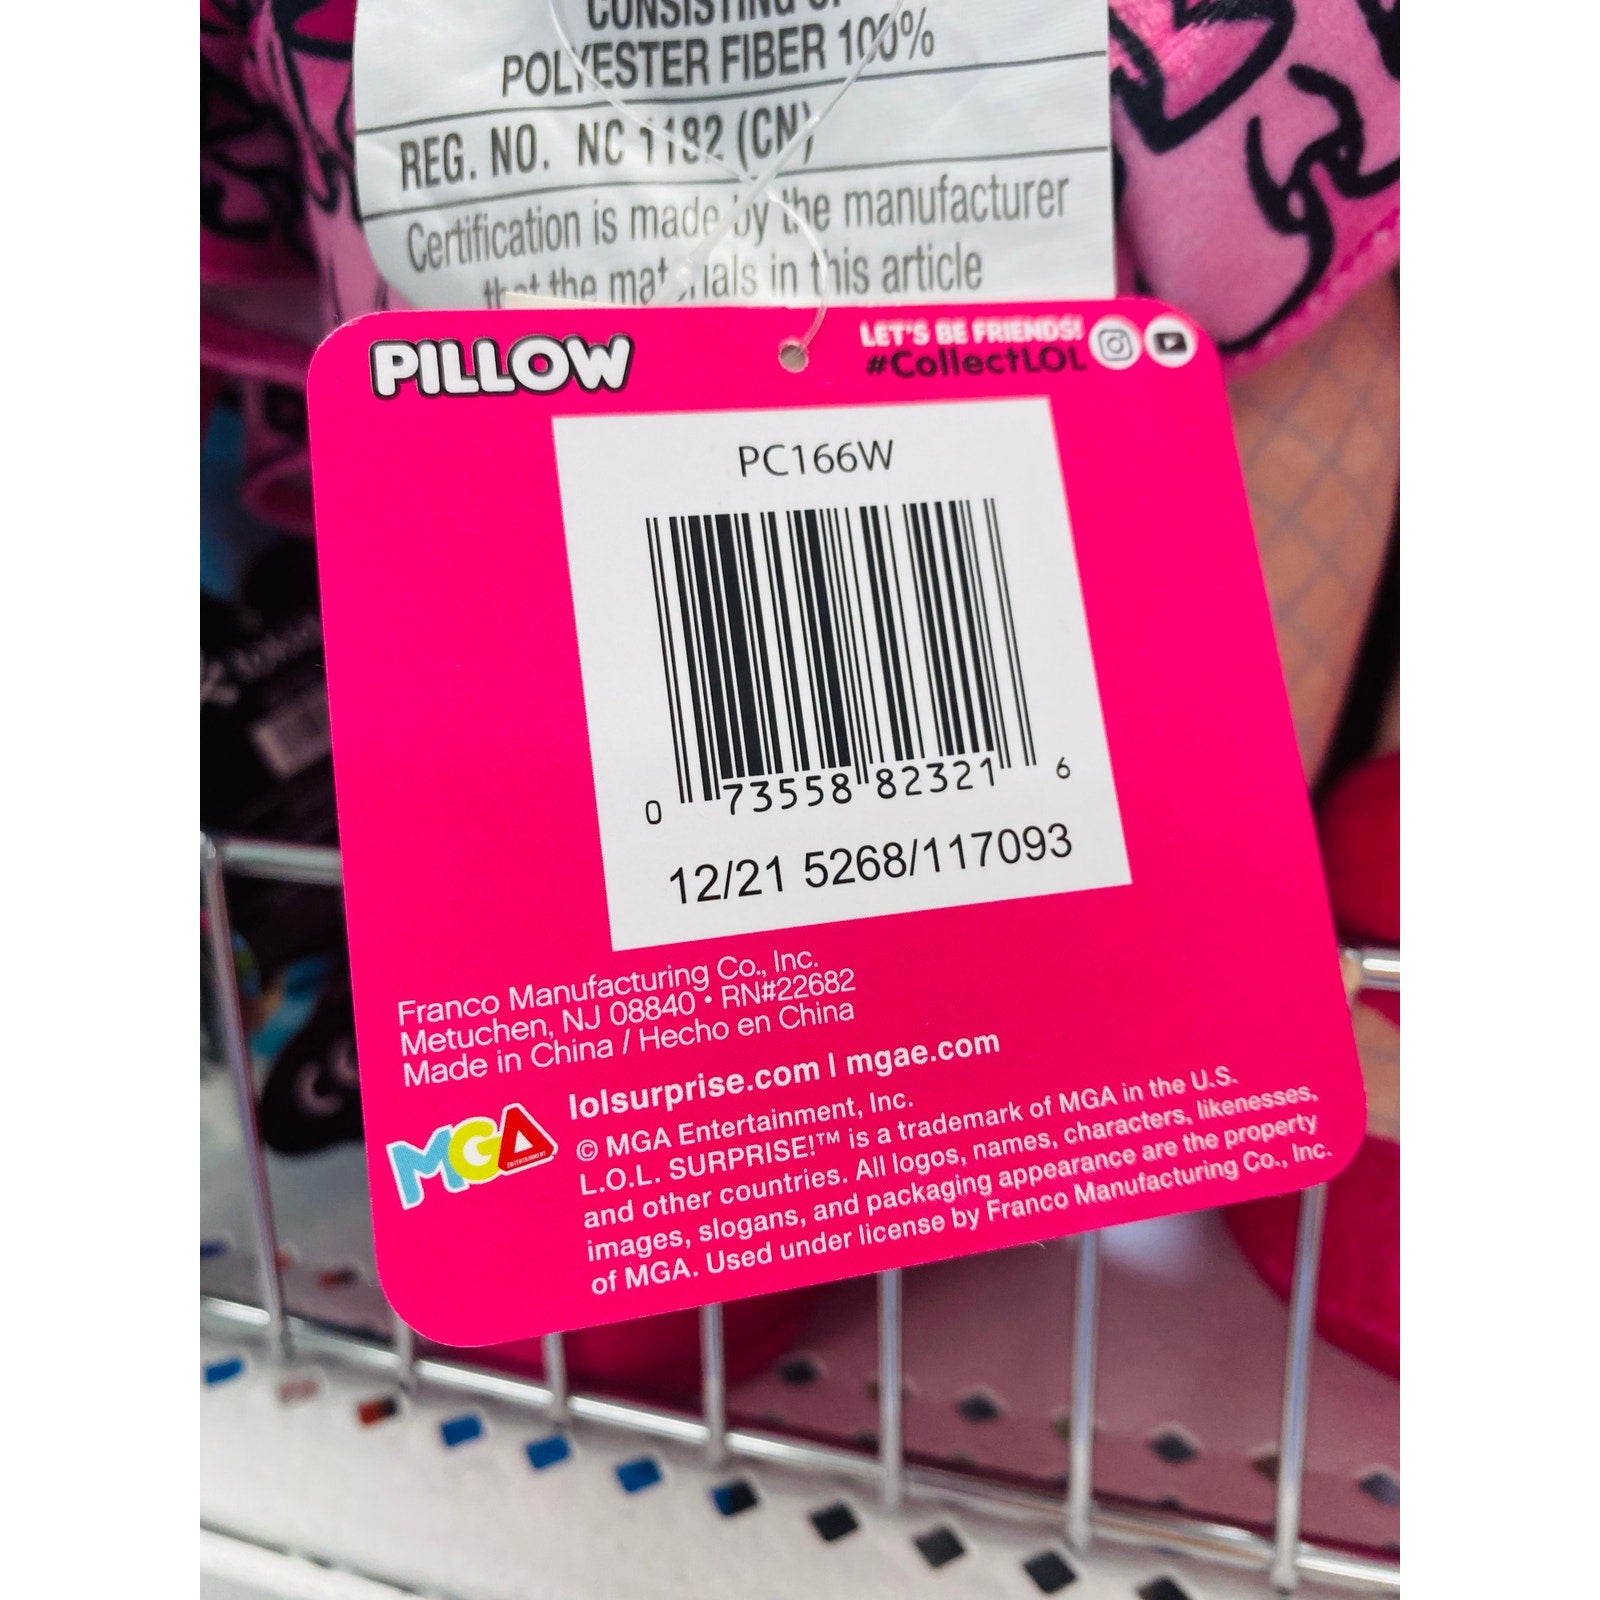 CONSISTING OF
POLYESTER FIBER 100%
REG. NO. NC 1182 (CN)
Certification is made by the manufacturer
that the materials in this article
PILLOW
LET'S BE FRIENDS!
#CollectLOL
PC166W
0 73558 82321 6
12/21 5268/117093
Franco Manufacturing Co., Inc.
Metuchen, NJ 08840 • RN#22682
Made in China / Hecho en China
lolsurprise.com | mgae.com
MGA
ENTERTAINMENT
© MGA Entertainment, Inc.
L.O.L. SURPRISE!™ is a trademark of MGA in the U.S.
and other countries. All logos, names, characters, likenesses,
images, slogans, and packaging appearance are the property
of MGA. Used under license by Franco Manufacturing Co., Inc.